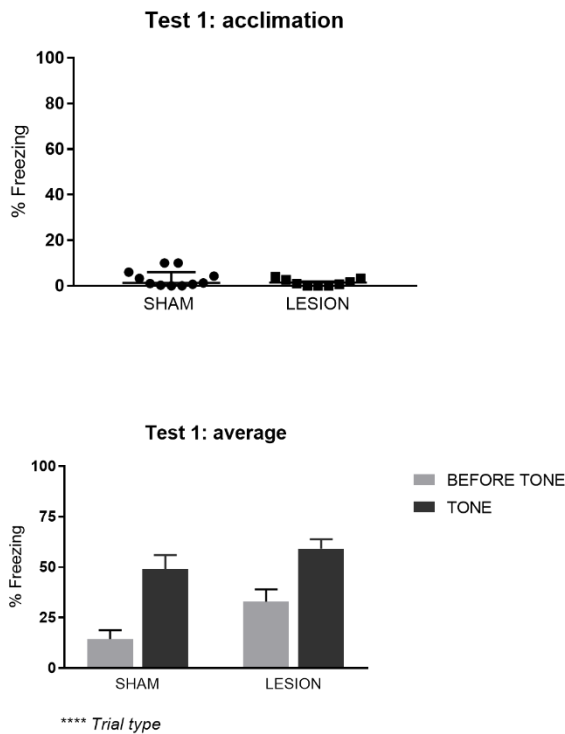 Test 1: acclimation
100
80
60
40
20
0
% Freezing
SHAM LESION
Test 1: average
100
75
50
25
0
% Freezing
SHAM LESION
BEFORE TONE
TONE
**** Trial type